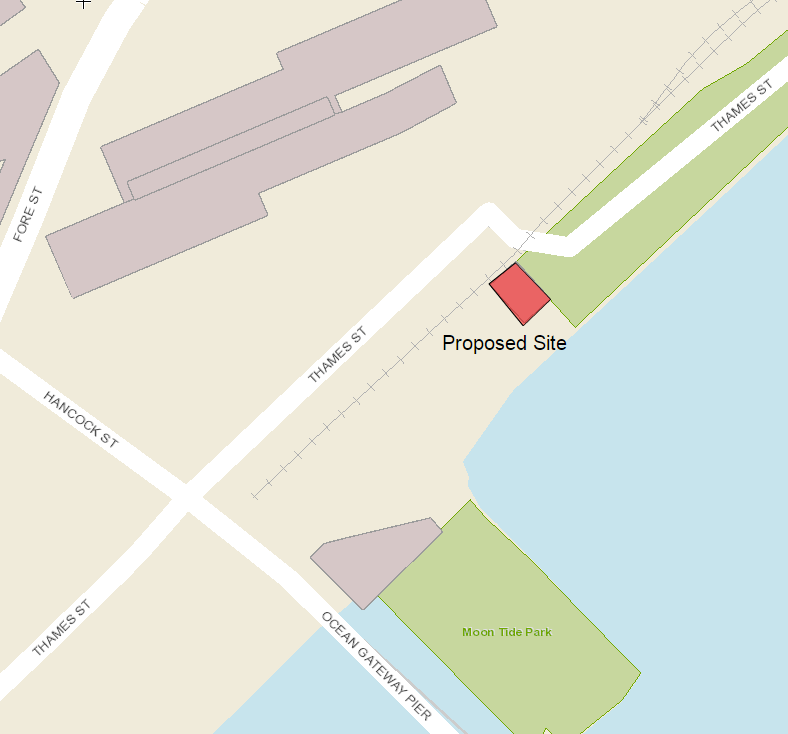 THAMES ST
FORE ST
Proposed Site
THAMES ST
HANCOCK ST
THAMES ST
Moon Tide Park
OCEAN GATEWAY PIER